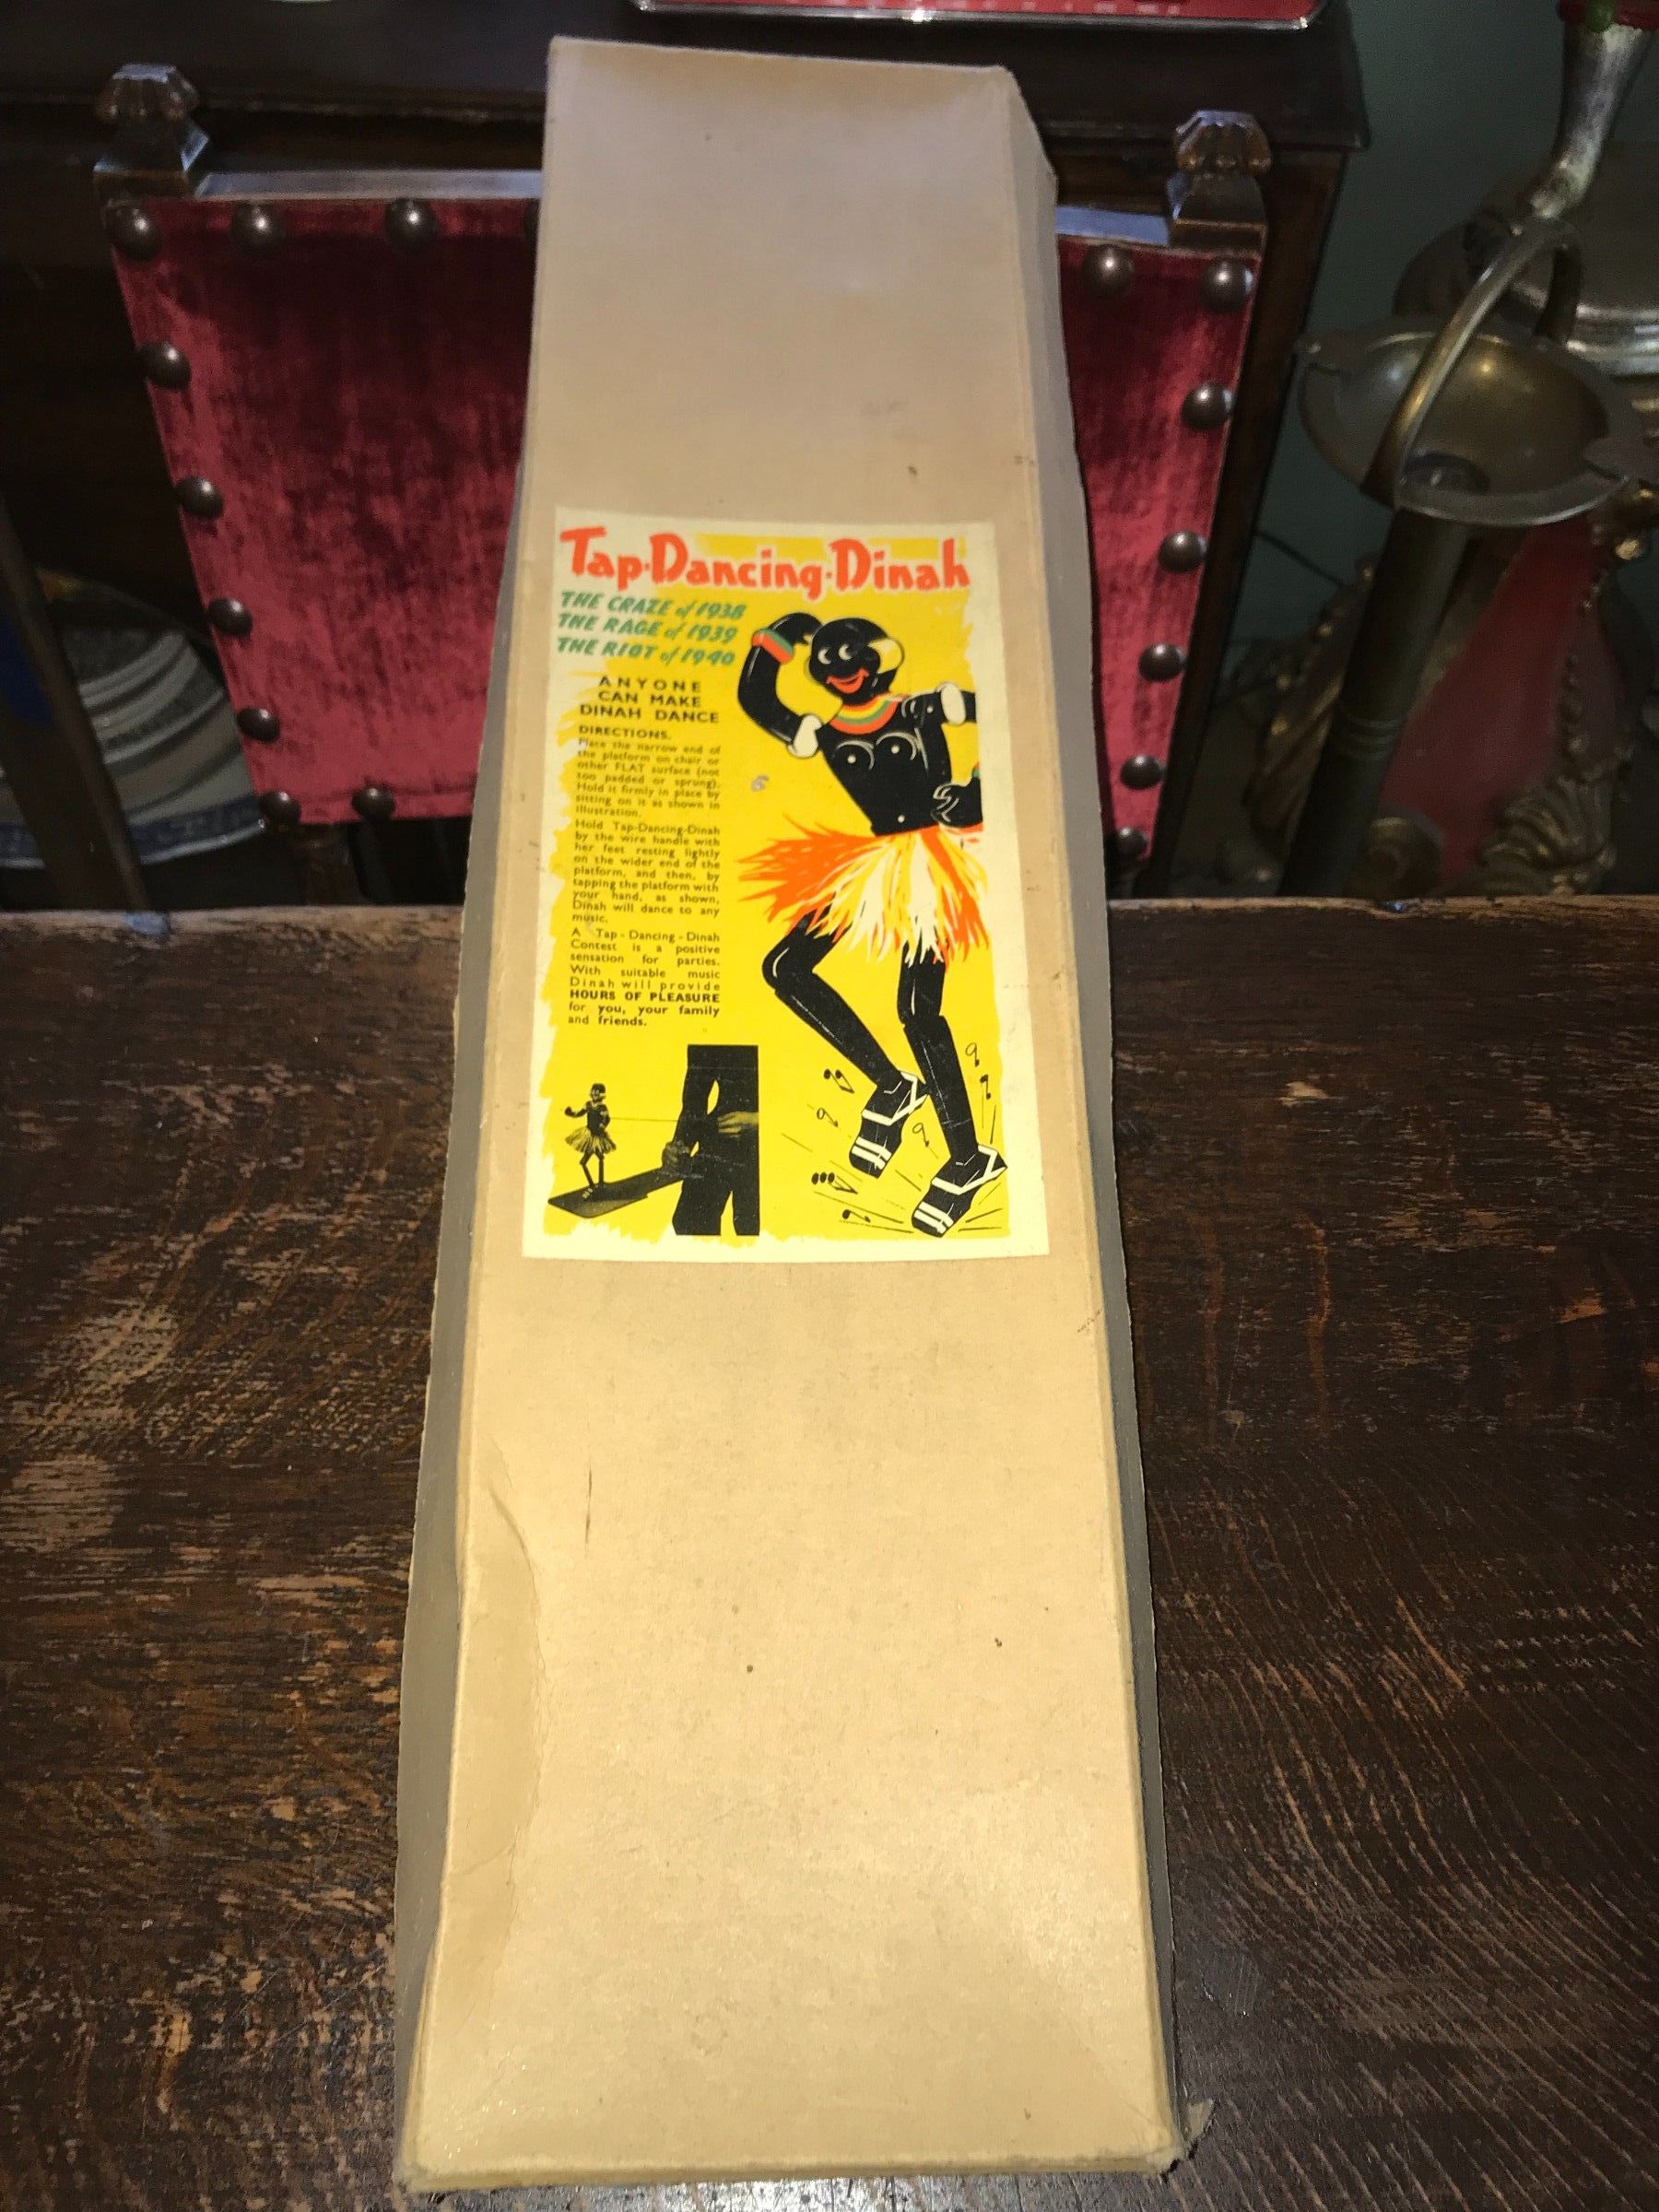 Tap-Dancing-Dinah
THE CRAZE of 1938
THE RAGE of 1939
THE RIOT of 1940
ANYONE
CAN MAKE
DINAH DANCE
DIRECTIONS.
Place the narrow end of
the platform on chair or
other FLAT surface (not
too padded or sprung).
Hold it firmly in place by
sitting on it as shown in
illustration.
Hold Tap-Dancing-Dinah
by the wire handle with
her feet resting lightly
on the wider end of the
platform, and then, by
tapping the platform with
your hand, as shown,
Dinah will dance to any
music.
A Tap-Dancing-Dinah
Contest is a positive
sensation for parties.
With suitable music
Dinah will provide
HOURS OF PLEASURE
for you, your family
and friends.